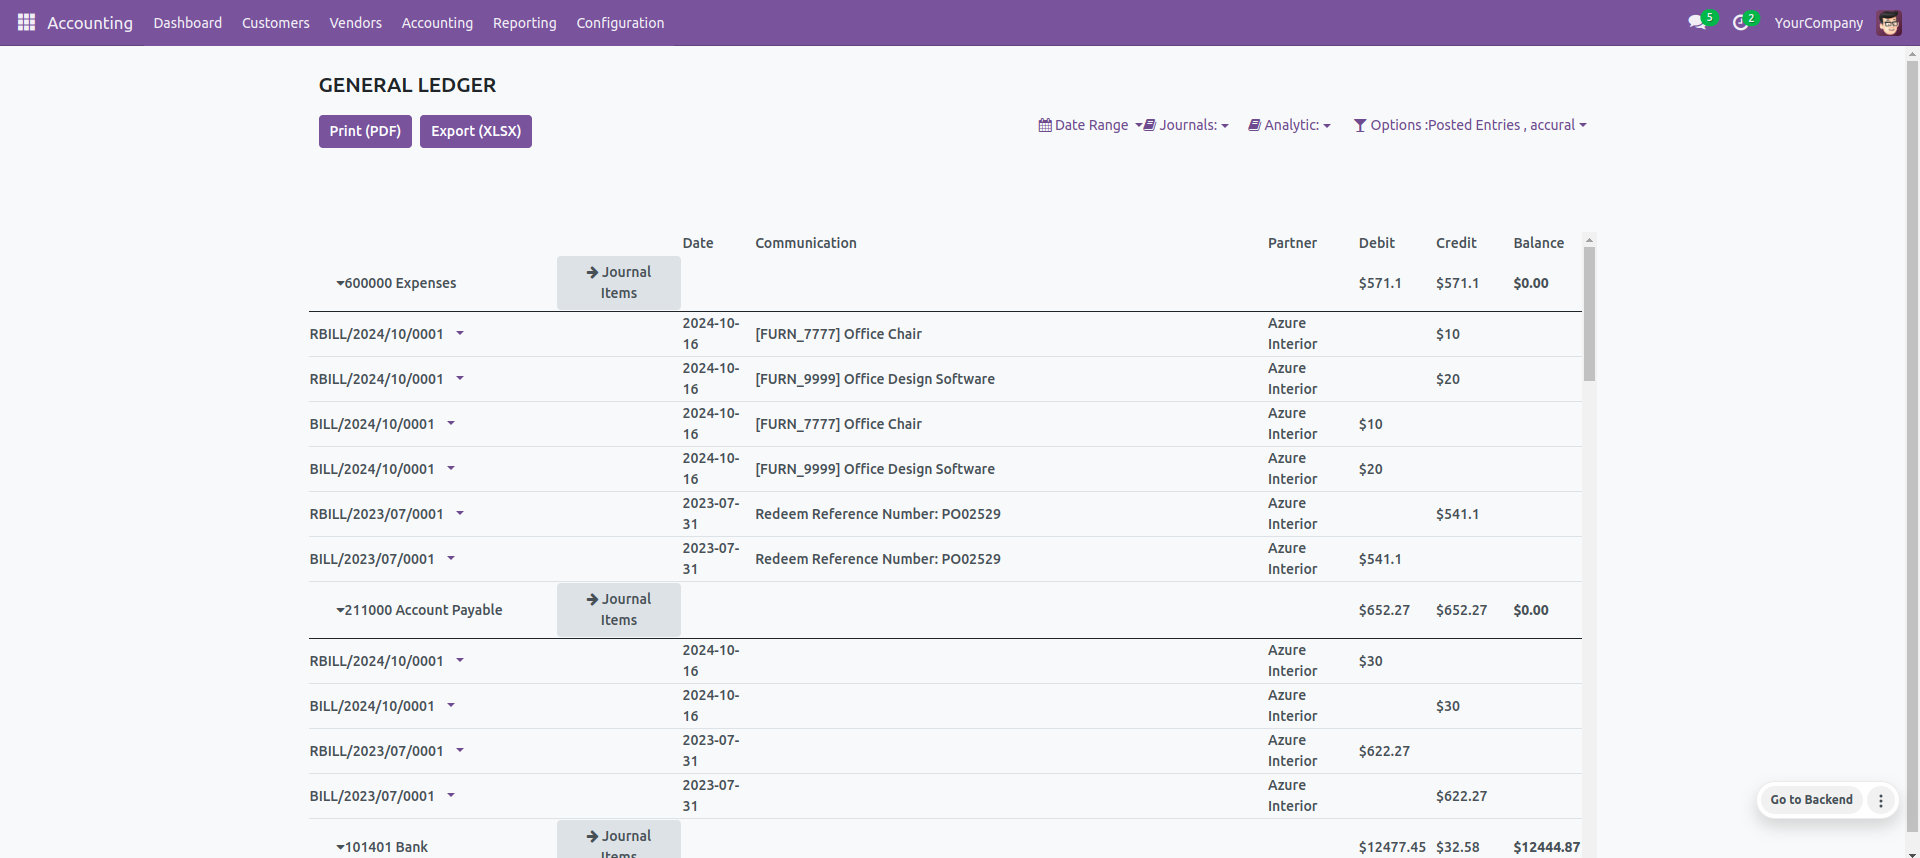 Accounting Dashboard Customers Vendors Accounting Reporting Configuration 5 2 YourCompany
GENERAL LEDGER
Print (PDF) Export (XLSX) Date Range Journals: Analytic: Options :Posted Entries , accural
Date Communication Partner Debit Credit Balance
600000 Expenses Journal Items $571.1 $571.1 $0.00
RBILL/2024/10/0001 2024-10-16 [FURN_7777] Office Chair Azure Interior $10
RBILL/2024/10/0001 2024-10-16 [FURN_9999] Office Design Software Azure Interior $20
BILL/2024/10/0001 2024-10-16 [FURN_7777] Office Chair Azure Interior $10
BILL/2024/10/0001 2024-10-16 [FURN_9999] Office Design Software Azure Interior $20
RBILL/2023/07/0001 2023-07-31 Redeem Reference Number: PO02529 Azure Interior $541.1
BILL/2023/07/0001 2023-07-31 Redeem Reference Number: PO02529 Azure Interior $541.1
211000 Account Payable Journal Items $652.27 $652.27 $0.00
RBILL/2024/10/0001 2024-10-16 Azure Interior $30
BILL/2024/10/0001 2024-10-16 Azure Interior $30
RBILL/2023/07/0001 2023-07-31 Azure Interior $622.27
BILL/2023/07/0001 2023-07-31 Azure Interior $622.27
Go to Backend
101401 Bank Journal Items $12477.45 $32.58 $12444.87